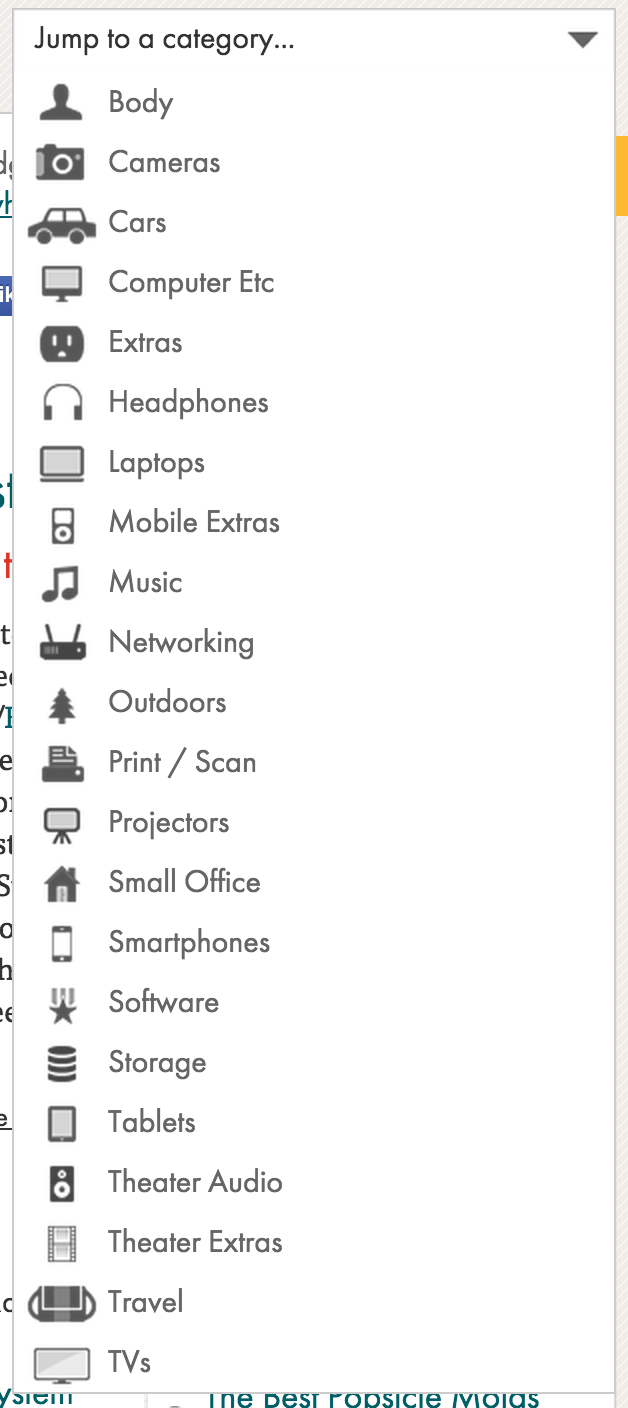 Jump to a category...
Body
Cameras
Cars
Computer Etc
Extras
Headphones
Laptops
Mobile Extras
Music
Networking
Outdoors
Print / Scan
Projectors
Small Office
Smartphones
Software
Storage
Tablets
Theater Audio
Theater Extras
Travel
TVs
The Best Popsicle Molds